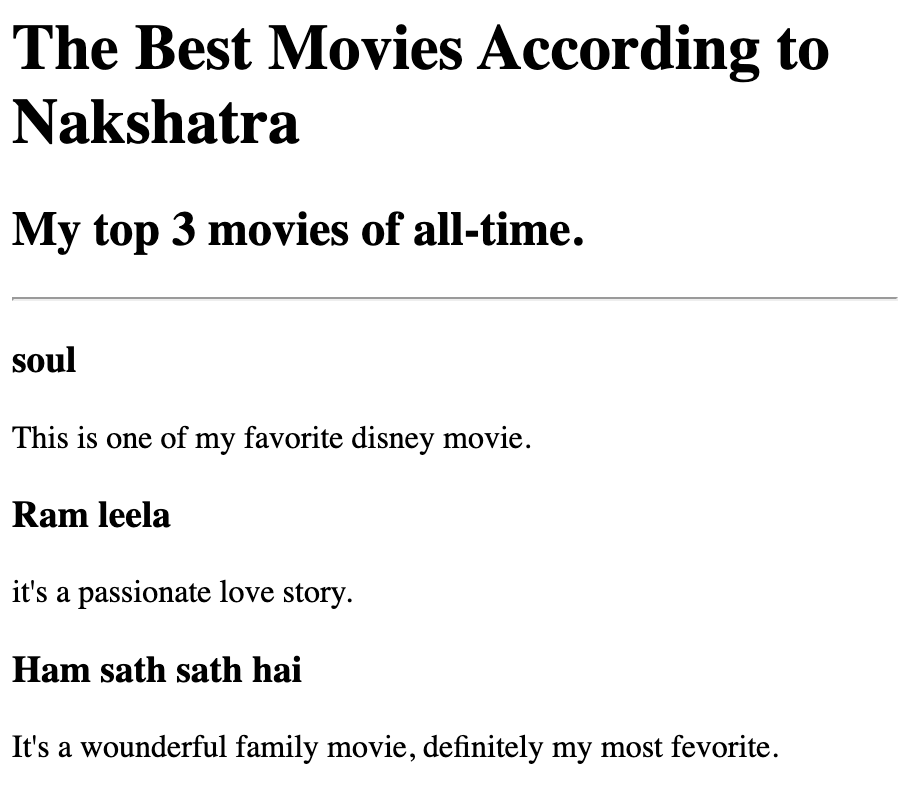 The Best Movies According to
Nakshatra
My top 3 movies of all-time.
soul
This is one of my favorite disney movie.
Ram leela
it's a passionate love story.
Ham sath sath hai
It's a wounderful family movie, definitely my most fevorite.